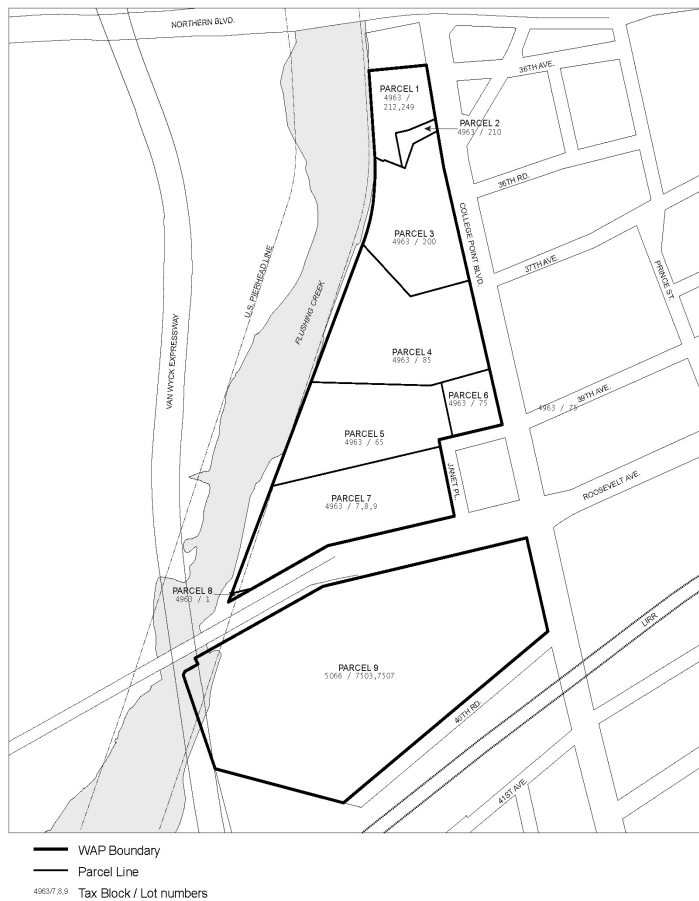 NORTHERN BLVD.
36TH AVE.
PARCEL 1
4963 /
212,249
PARCEL 2
4963 / 210
36TH RD.
COLLEGE POINT BLVD.
PARCEL 3
4963 / 200
37TH AVE.
PRINCE ST.
U.S. PIERHEAD LINE
FLUSHING CREEK
VAN WYCK EXPRESSWAY
PARCEL 4
4963 / 85
PARCEL 6
4963 / 75
4963 / 75
39TH AVE.
PARCEL 5
4963 / 65
JANET PL.
ROOSEVELT AVE.
PARCEL 7
4963 / 7,8,9
PARCEL 8
4963 / 1
LIRR
PARCEL 9
5066 / 7503,7507
40TH RD.
41ST AVE.
WAP Boundary
Parcel Line
4963/7,8,9 Tax Block / Lot numbers